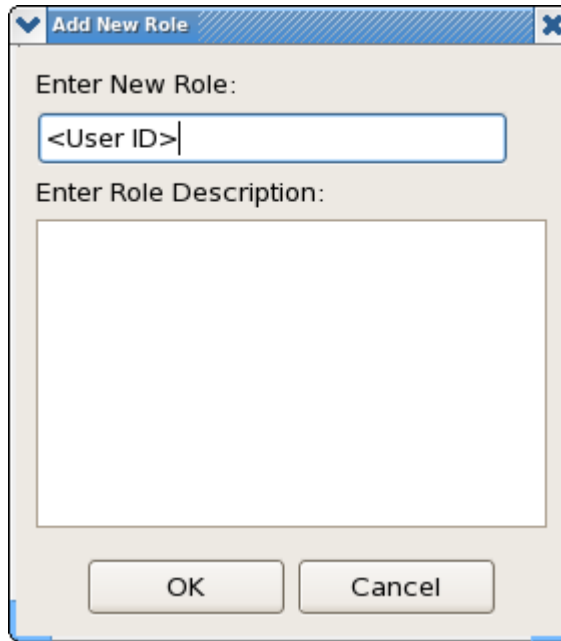 Add New Role
Enter New Role:
<User ID>
Enter Role Description:
OK
Cancel